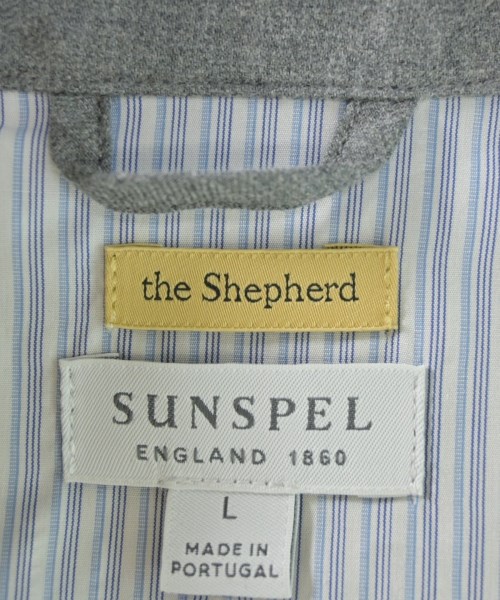 the Shepherd
SUNSPEL
ENGLAND 1860
L
MADE IN
PORTUGAL